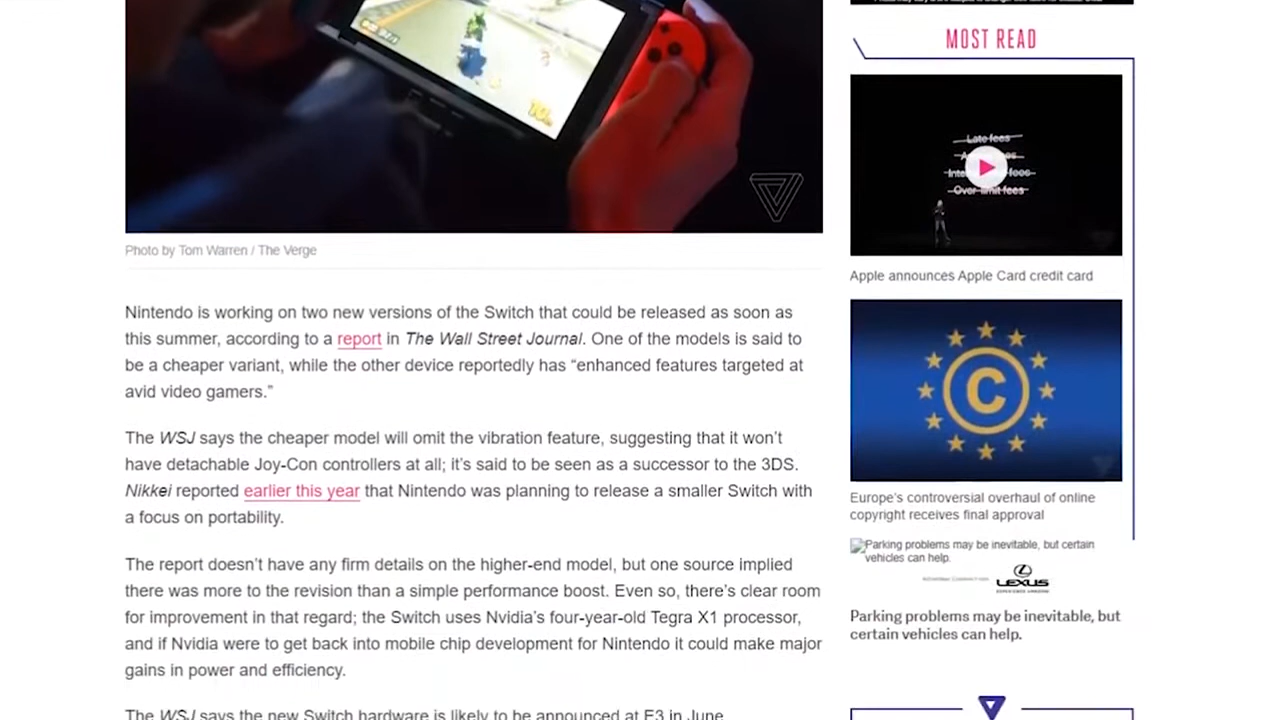 MOST READ
Photo by Tom Warren / The Verge
Nintendo is working on two new versions of the Switch that could be released as soon as
this summer, according to a report in The Wall Street Journal. One of the models is said to
be a cheaper variant, while the other device reportedly has “enhanced features targeted at
avid video gamers.”
The WSJ says the cheaper model will omit the vibration feature, suggesting that it won’t
have detachable Joy-Con controllers at all; it’s said to be seen as a successor to the 3DS.
Nikkei reported earlier this year that Nintendo was planning to release a smaller Switch with
a focus on portability.
The report doesn’t have any firm details on the higher-end model, but one source implied
there was more to the revision than a simple performance boost. Even so, there’s clear room
for improvement in that regard; the Switch uses Nvidia’s four-year-old Tegra X1 processor,
and if Nvidia were to get back into mobile chip development for Nintendo it could make major
gains in power and efficiency.
The WSJ says the new Switch hardware is likely to be announced at E3 in June.
Late fees
fees
Over-limit fees
Apple announces Apple Card credit card
C
Europe’s controversial overhaul of online
copyright receives final approval
Parking problems may be inevitable, but certain
vehicles can help.
LEXUS
Parking problems may be inevitable, but
certain vehicles can help.